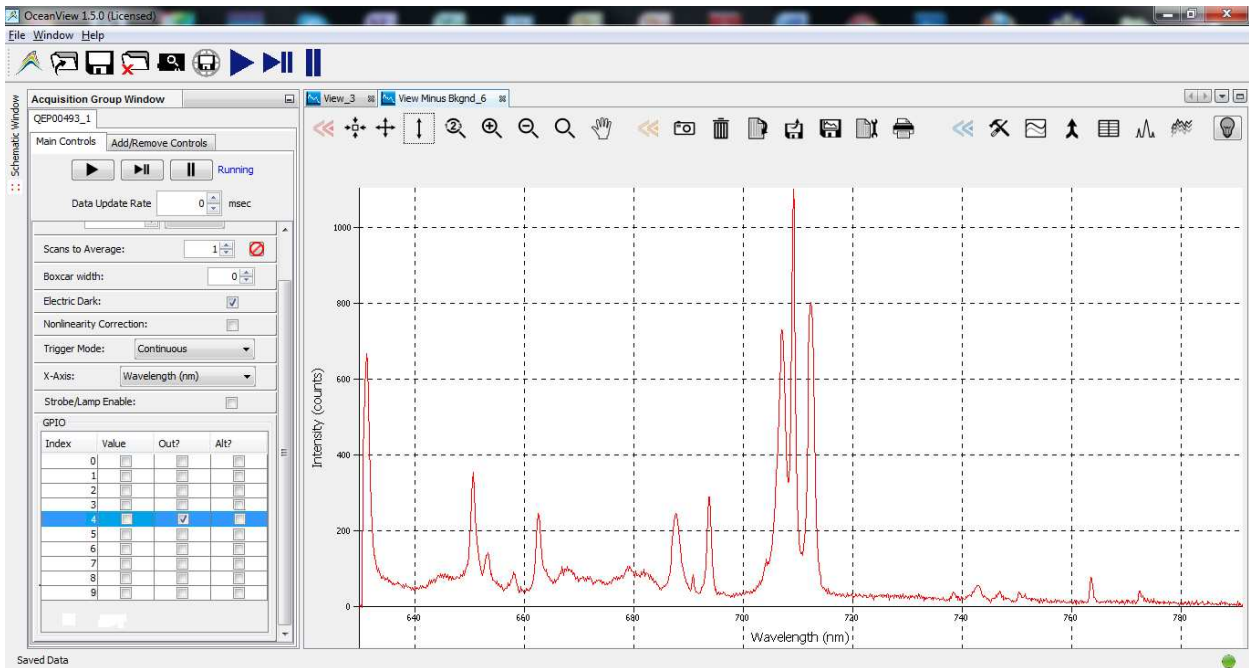 OceanView 1.5.0 (Licensed)
File Window Help
Schematic Window
Acquisition Group Window
QEP00493_1
Main Controls Add/Remove Controls
Running
Data Update Rate 0 msec
Scans to Average: 1
Boxcar width: 0
Electric Dark:
Nonlinearity Correction:
Trigger Mode: Continuous
X-Axis: Wavelength (nm)
Strobe/Lamp Enable:
GPIO
Index Value Out? Alt?
0
1
2
3
4
5
6
7
8
9
View_3 View Minus Bkgnd_6
2
Intensity (counts)
1000
800
600
400
200
0
640 660 680 700 720 740 760 780
Wavelength (nm)
Saved Data